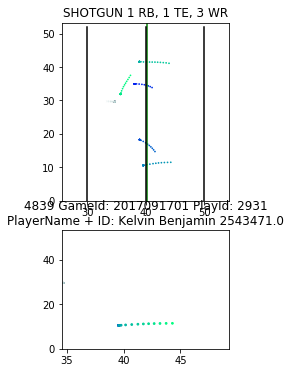 SHOTGUN 1 RB, 1 TE, 3 WR
50
40
30
20
10
0
30 40 50
4839 GameId: 2017091701 PlayId: 2931
PlayerName + ID: Kelvin Benjamin 2543471.0
40
20
0
35 40 45